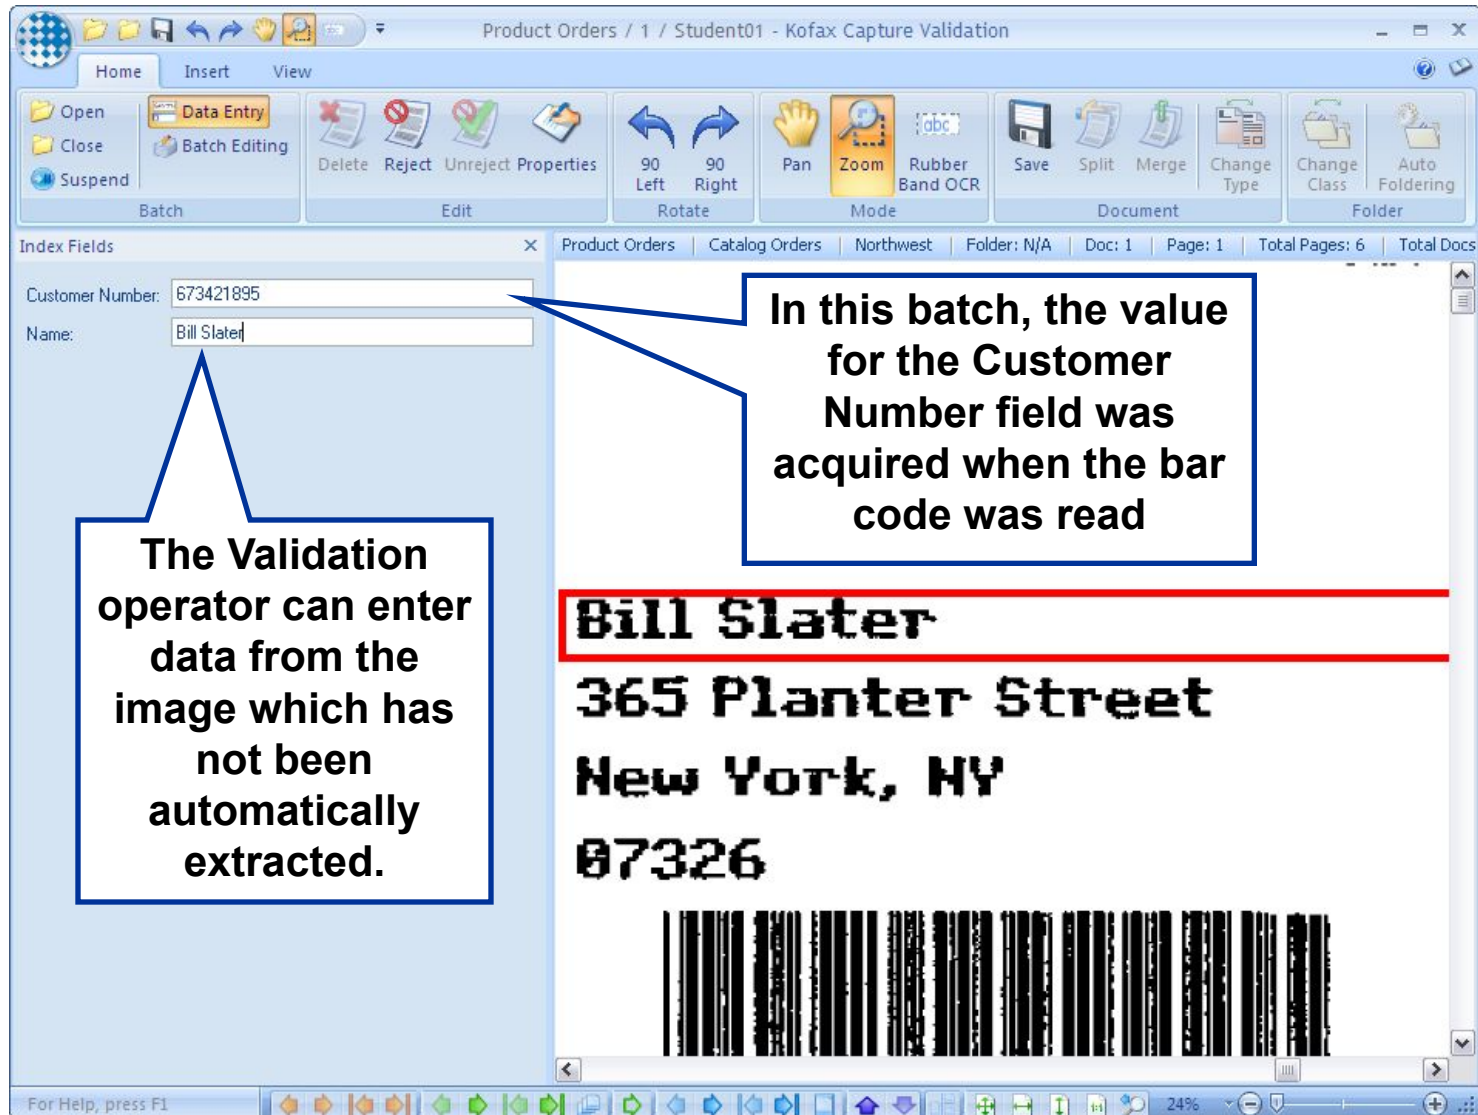 Product Orders / 1 / Student01 - Kofax Capture Validation
Home Insert View
Open
Close
Suspend
Data Entry
Batch Editing
Batch
Delete Reject Unreject Properties
Edit
90 Left
90 Right
Rotate
Pan Zoom
abc
Rubber Band OCR
Mode
Save Split Merge Change Type
Document
Change Class
Auto Foldering
Folder
Index Fields
Product Orders | Catalog Orders | Northwest | Folder: N/A | Doc: 1 | Page: 1 | Total Pages: 6 | Total Docs
Customer Number: 673421895
Name: Bill Slater
In this batch, the value
for the Customer
Number field was
acquired when the bar
code was read
The Validation
operator can enter
data from the
image which has
not been
automatically
extracted.
Bill Slater
365 Planter Street
New York, NY
07326
For Help, press F1
1:1
24%